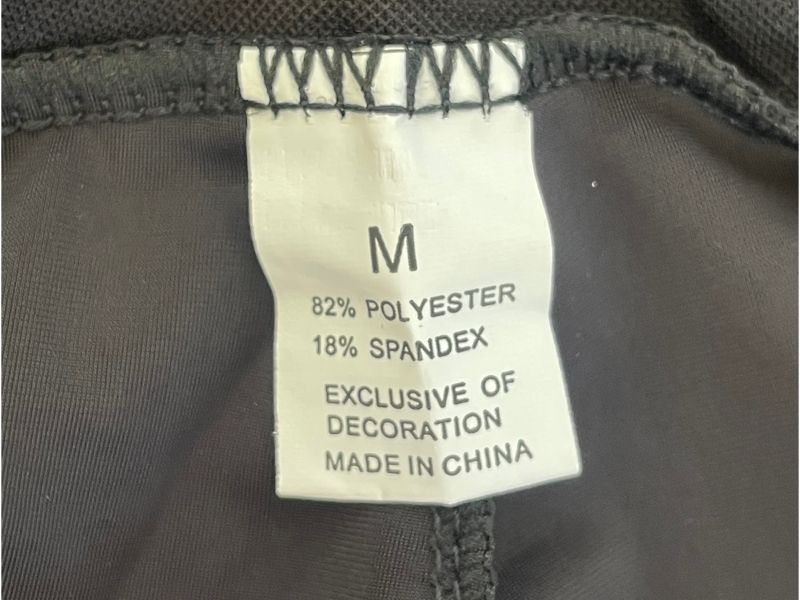 M
82% POLYESTER
18% SPANDEX
EXCLUSIVE OF
DECORATION
MADE IN CHINA